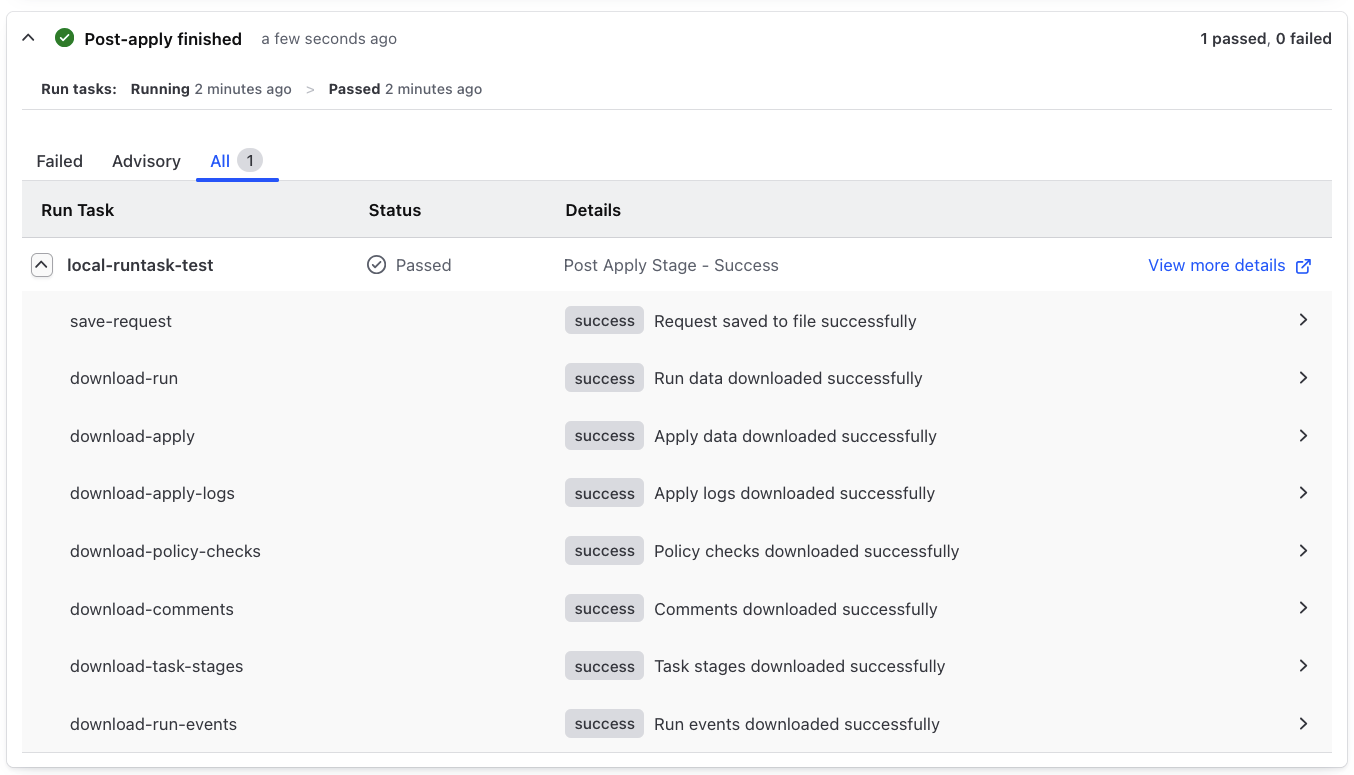 Post-apply finished a few seconds ago 1 passed, 0 failed
Run tasks: Running 2 minutes ago > Passed 2 minutes ago
Failed Advisory All 1
Run Task Status Details
local-runtask-test Passed Post Apply Stage - Success View more details
save-request success Request saved to file successfully
download-run success Run data downloaded successfully
download-apply success Apply data downloaded successfully
download-apply-logs success Apply logs downloaded successfully
download-policy-checks success Policy checks downloaded successfully
download-comments success Comments downloaded successfully
download-task-stages success Task stages downloaded successfully
download-run-events success Run events downloaded successfully